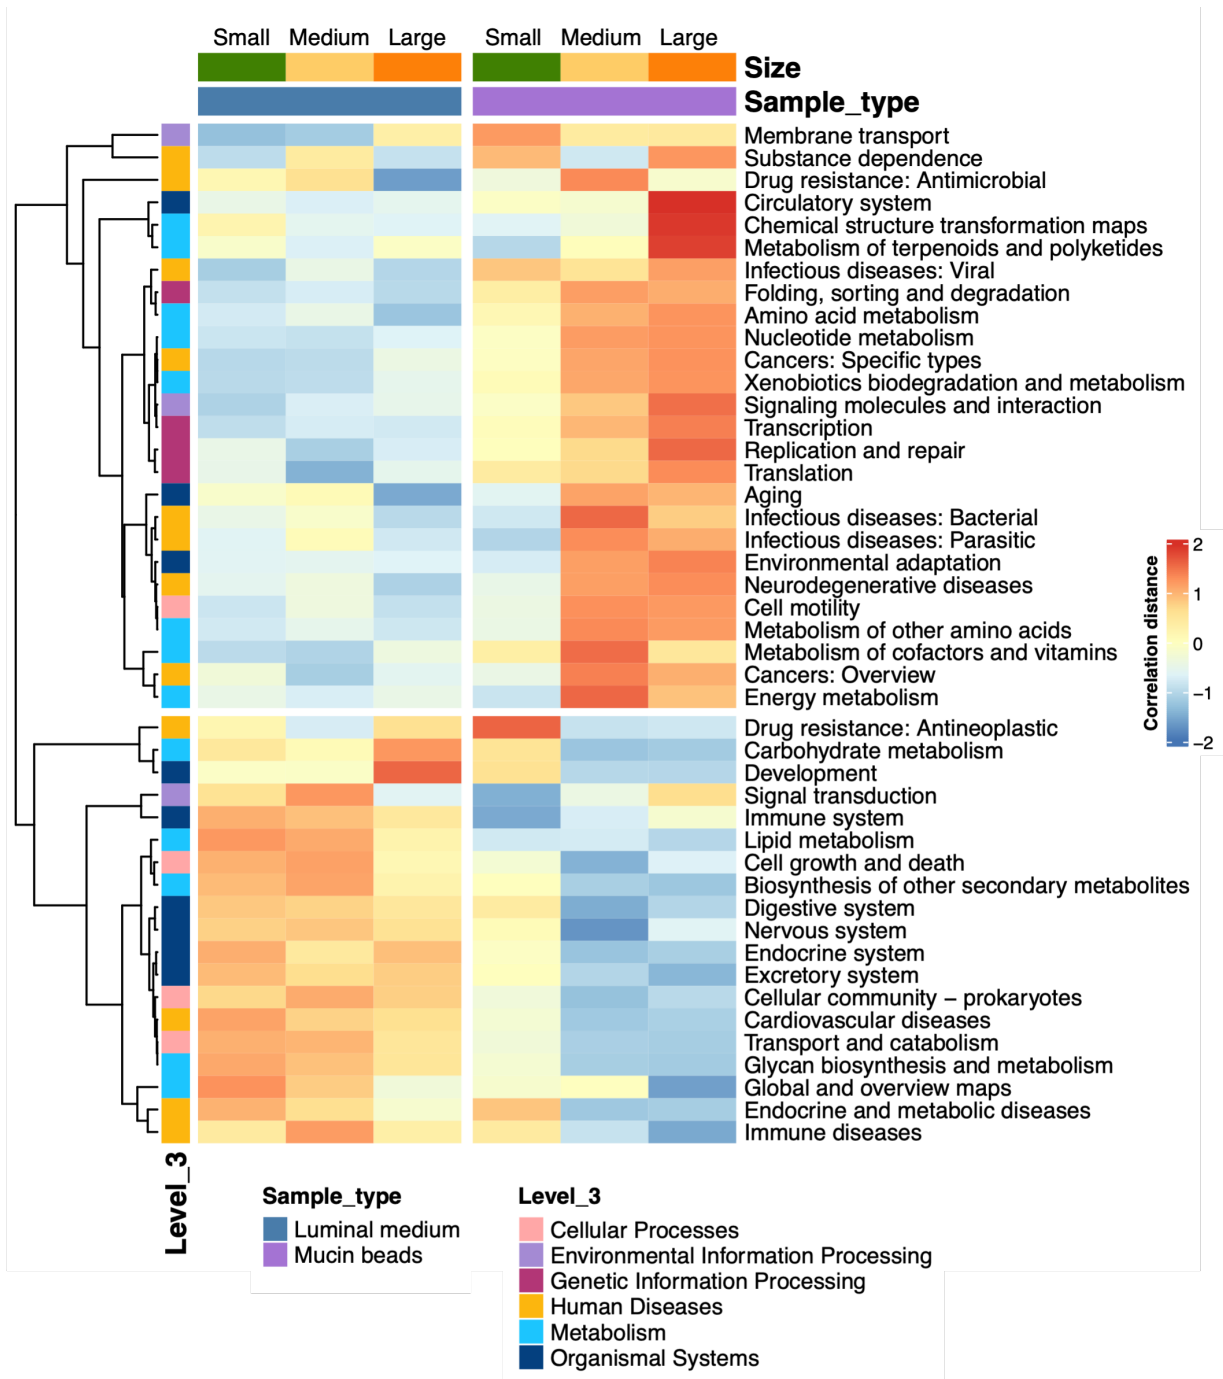 Small Medium Large Small Medium Large
Size
Sample_type
Membrane transport
Substance dependence
Drug resistance: Antimicrobial
Circulatory system
Chemical structure transformation maps
Metabolism of terpenoids and polyketides
Infectious diseases: Viral
Folding, sorting and degradation
Amino acid metabolism
Nucleotide metabolism
Cancers: Specific types
Xenobiotics biodegradation and metabolism
Signaling molecules and interaction
Transcription
Replication and repair
Translation
Aging
Infectious diseases: Bacterial
Infectious diseases: Parasitic
Environmental adaptation
Neurodegenerative diseases
Cell motility
Metabolism of other amino acids
Metabolism of cofactors and vitamins
Cancers: Overview
Energy metabolism
Drug resistance: Antineoplastic
Carbohydrate metabolism
Development
Signal transduction
Immune system
Lipid metabolism
Cell growth and death
Biosynthesis of other secondary metabolites
Digestive system
Nervous system
Endocrine system
Excretory system
Cellular community − prokaryotes
Cardiovascular diseases
Transport and catabolism
Glycan biosynthesis and metabolism
Global and overview maps
Endocrine and metabolic diseases
Immune diseases
Correlation distance
2
1
0
−1
−2
Level_3
Sample_type
Luminal medium
Mucin beads
Level_3
Cellular Processes
Environmental Information Processing
Genetic Information Processing
Human Diseases
Metabolism
Organismal Systems